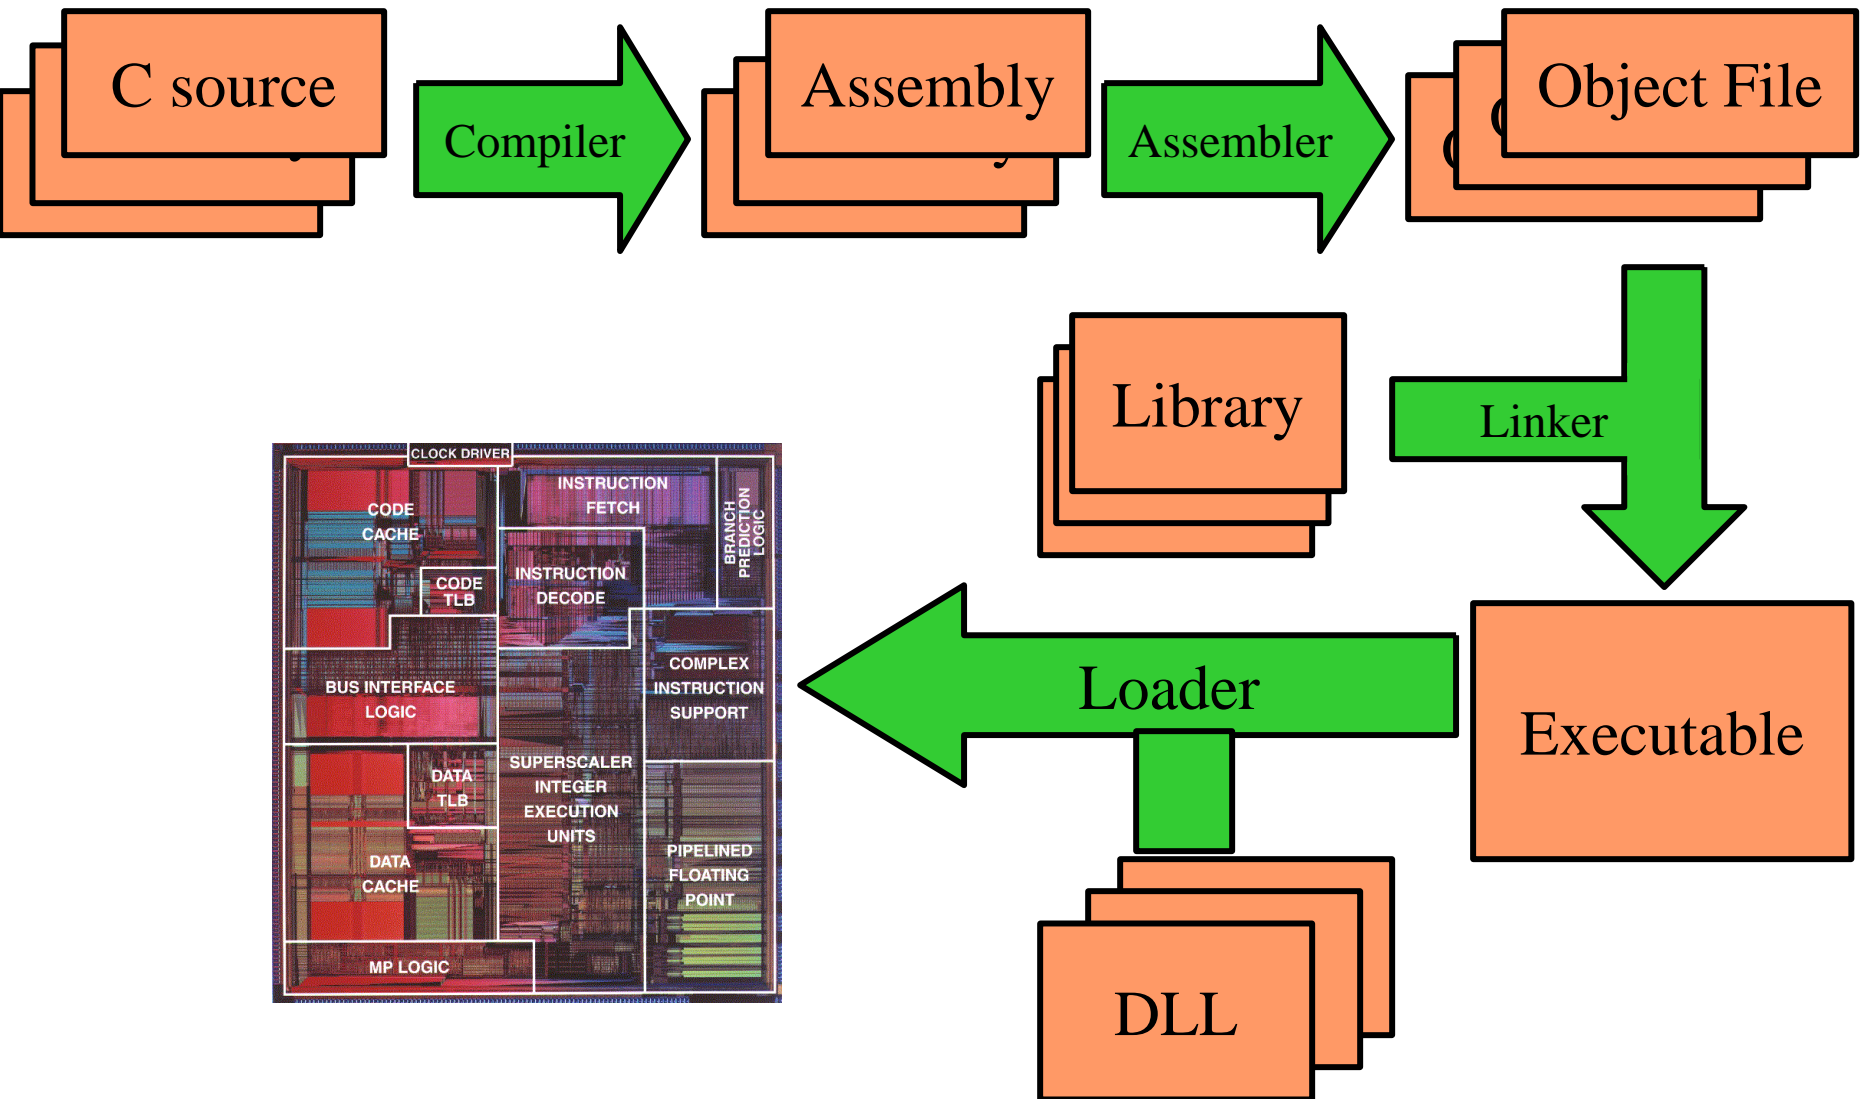 C source
Compiler
Assembly
Assembler
Object File
Library
Linker
CLOCK DRIVER
CODE
CACHE
INSTRUCTION
FETCH
BRANCH
PREDICTION
LOGIC
CODE
TLB
INSTRUCTION
DECODE
BUS INTERFACE
LOGIC
COMPLEX
INSTRUCTION
SUPPORT
Loader
Executable
DATA
TLB
SUPERSCALER
INTEGER
EXECUTION
UNITS
DATA
CACHE
PIPELINED
FLOATING
POINT
MP LOGIC
DLL